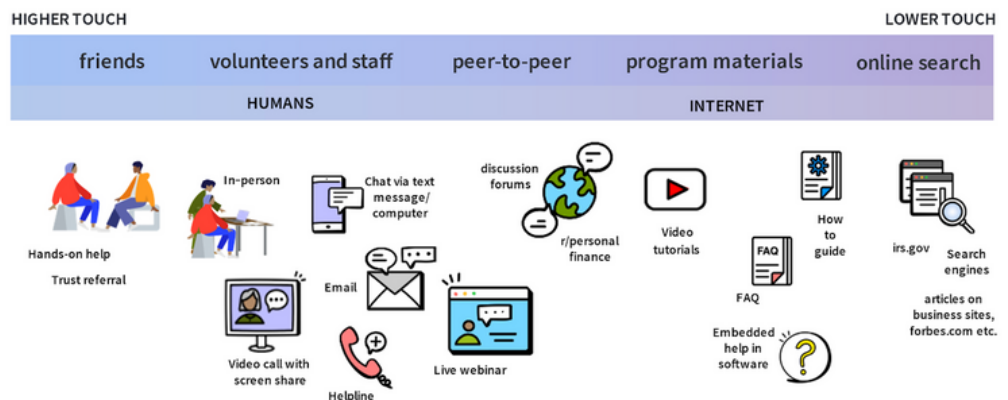 HIGHER TOUCH
LOWER TOUCH
friends
volunteers and staff
peer-to-peer
program materials
online search
HUMANS
INTERNET
Hands-on help
Trust referral
In-person
Chat via text
message/
computer
Email
Video call with
screen share
Helpline
Live webinar
discussion
forums
r/personal
finance
Video
tutorials
How
to
guide
FAQ
FAQ
Embedded
help in
software
?
irs.gov
Search
engines
articles on
business sites,
forbes.com etc.